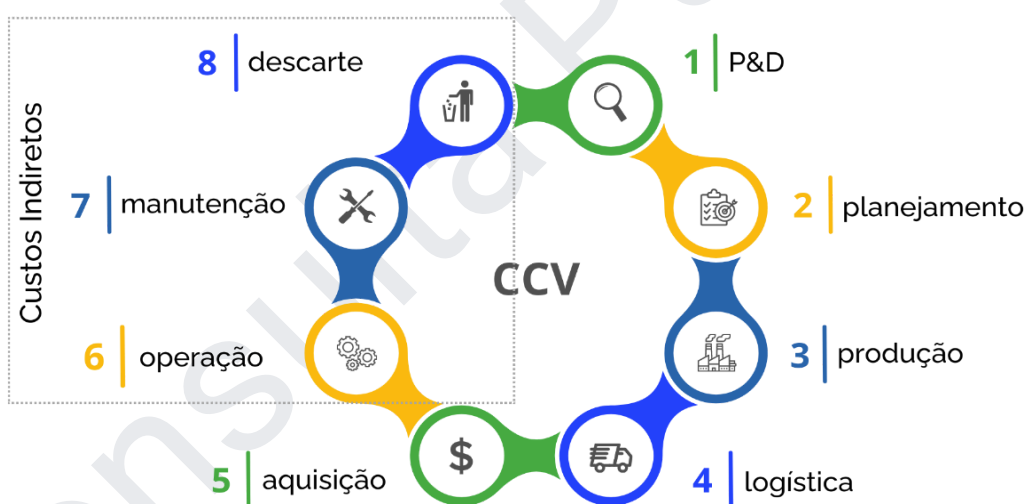 8 descarte
1 P&D
Custos Indiretos
7 manutenção
2 planejamento
CCV
6 operação
3 produção
$
5 aquisição
4 logística